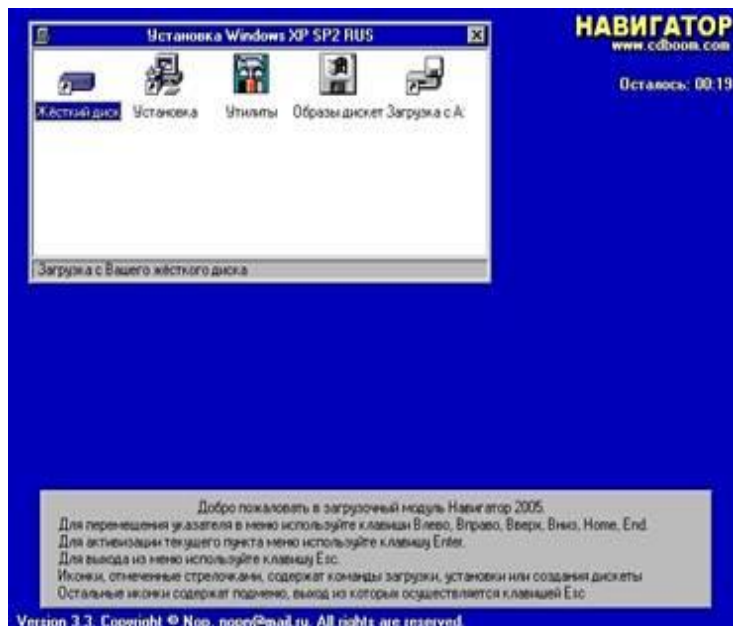 Установка Windows XP SP2 RUS
НАВИГАТОР
www.cdboom.com
Осталось: 00:19
Жёсткий диск Установка Утилиты Образы дискет Загрузка с A:
Загрузка с Вашего жёсткого диска
Добро пожаловать в загрузочный модуль Навигатор 2005.
Для перемещения указателя в меню используйте клавиши Влево, Вправо, Вверх, Вниз, Home, End.
Для активизации текущего пункта меню используйте клавишу Enter.
Для выхода из меню используйте клавишу Esc.
Иконки, отмеченные стрелочками, содержат команды загрузки, установки или создания дискеты
Остальные иконки содержат подменю, выход из которых осуществляется клавишей Esc
Version 3.3. Copyright © Nop, nopn@mail.ru. All rights are reserved.